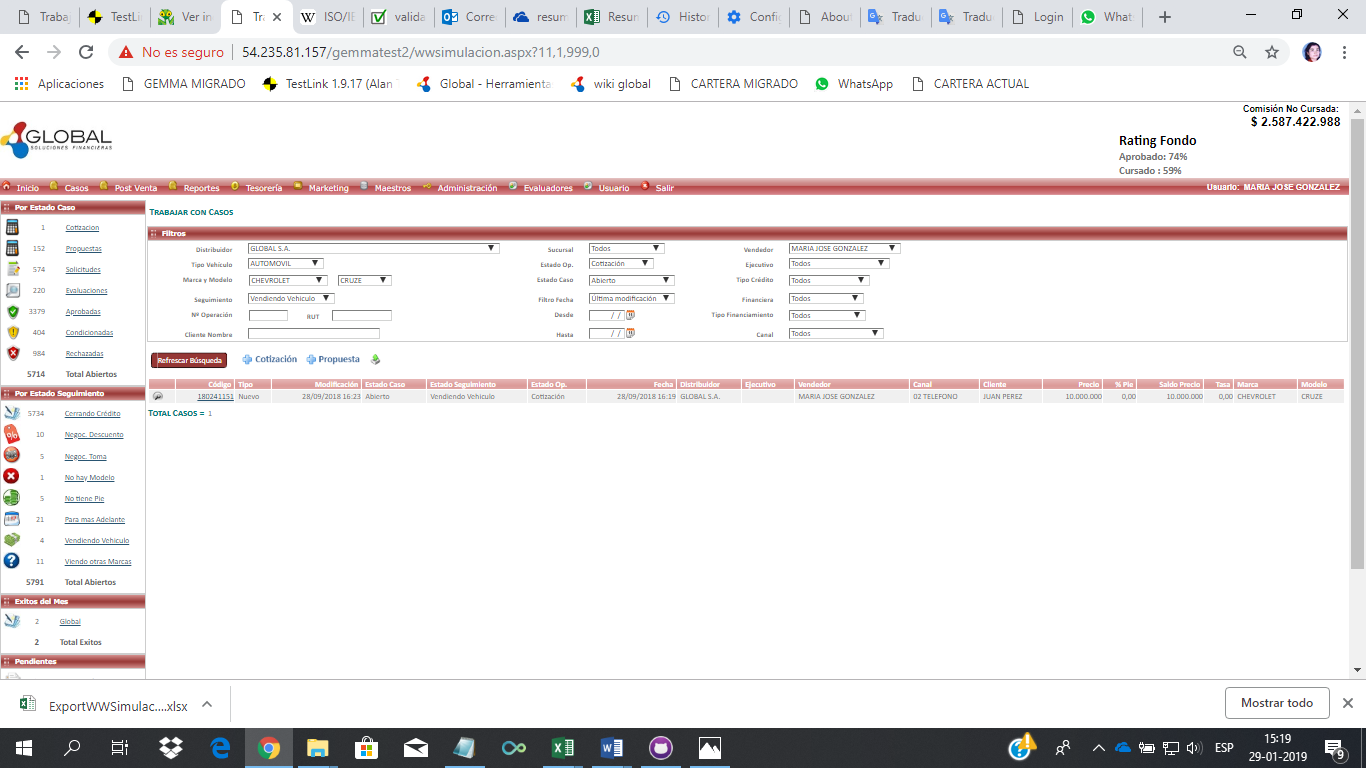 Trabaj
TestLin
Ver in
Tra
ISO/IE
valida
Correo
resum
Resun
Histor
Config
About
Tradu
Tradu
Login
What
No es seguro | 54.235.81.157/gemmatest2/wwsimulacion.aspx?11,1,999,0
Aplicaciones GEMMA MIGRADO TestLink 1.9.17 (Alan Global - Herramienta wiki global CARTERA MIGRADO WhatsApp CARTERA ACTUAL
Comisión No Cursada:
$ 2.587.422.988
GLOBAL
SOLUCIONES FINANCIERAS
Rating Fondo
Aprobado: 74%
Cursado : 59%
Inicio Casos Post Venta Reportes Tesorería Marketing Maestros Administración Evaluadores Usuario Salir Usuario: MARIA JOSE GONZALEZ
Por Estado Caso
1 Cotizacion
152 Propuestas
574 Solicitudes
220 Evaluaciones
3379 Aprobadas
404 Condicionadas
984 Rechazadas
5714 Total Abiertos
Por Estado Seguimiento
5734 Cerrando Crédito
10 Negoc. Descuento
5 Negoc. Toma
1 No hay Modelo
5 No tiene Pie
21 Para mas Adelante
4 Vendiendo Vehiculo
11 Viendo otras Marcas
5791 Total Abiertos
Exitos del Mes
2 Global
2 Total Exitos
Pendientes
TRABAJAR CON CASOS
Filtros
Distribuidor GLOBAL S.A. Sucursal Todos Vendedor MARIA JOSE GONZALEZ
Tipo Vehículo AUTOMOVIL Estado Op. Cotización Ejecutivo Todos
Marca y Modelo CHEVROLET CRUZE Estado Caso Abierto Tipo Crédito Todos
Seguimiento Vendiendo Vehiculo Filtro Fecha Última modificación Financiera Todos
Nº Operación RUT Desde / / Tipo Financiamiento Todos
Cliente Nombre Hasta / / Canal Todos
Refrescar Búsqueda Cotización Propuesta
Código Tipo Modificación Estado Caso Estado Seguimiento Estado Op. Fecha Distribuidor Ejecutivo Vendedor Canal Cliente Precio % Pie Saldo Precio Tasa Marca Modelo
180241151 Nuevo 28/09/2018 16:23 Abierto Vendiendo Vehiculo Cotización 28/09/2018 16:19 GLOBAL S.A. MARIA JOSE GONZALEZ 02 TELEFONO JUAN PEREZ 10.000.000 0,00 10.000.000 0,00 CHEVROLET CRUZE
TOTAL CASOS = 1
ExportWWSimulac....xlsx
Mostrar todo
ESP
15:19
29-01-2019
9